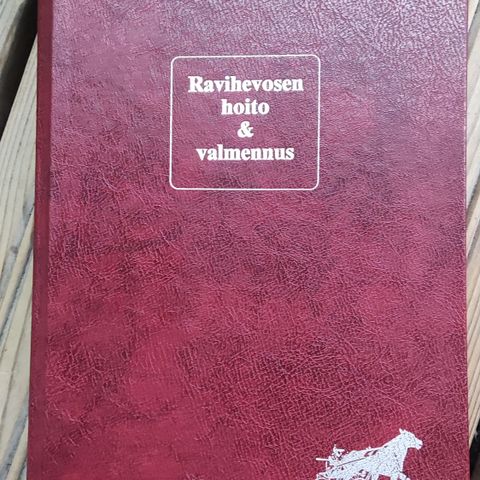 Ravihevosen
hoito
&
valmennus